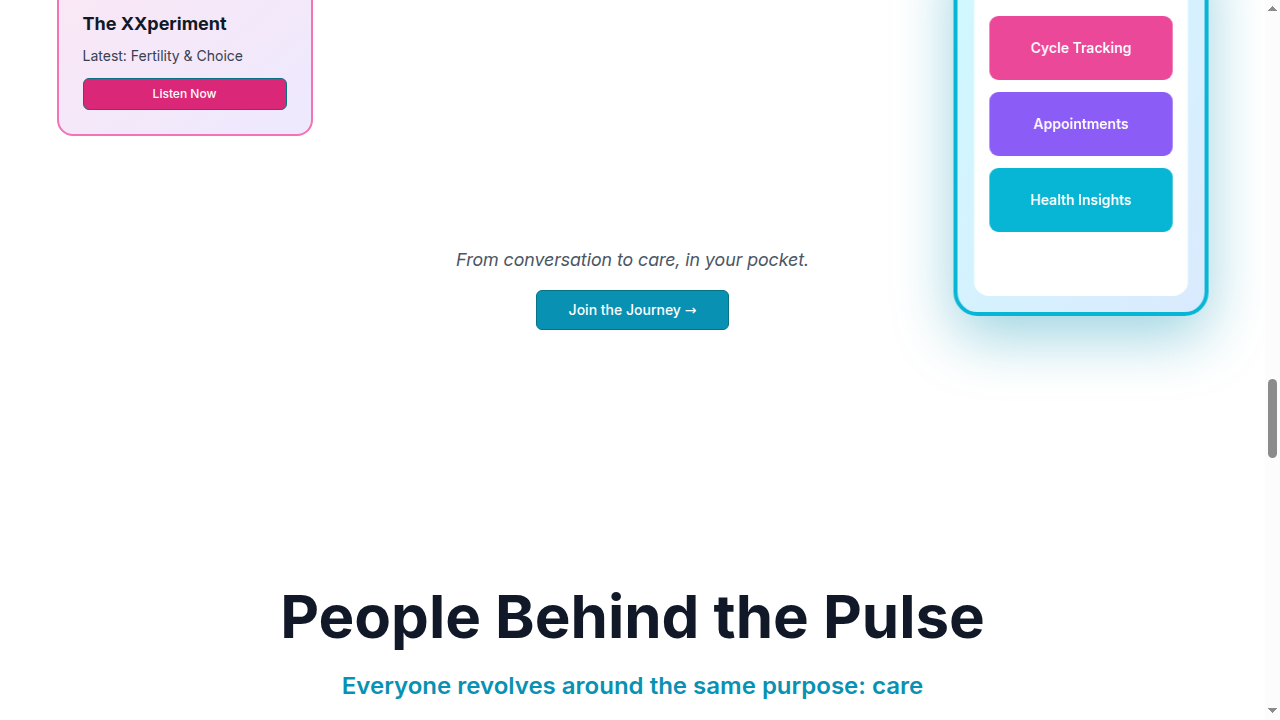 The XXperiment
Latest: Fertility & Choice
Listen Now
Cycle Tracking
Appointments
Health Insights
From conversation to care, in your pocket.
Join the Journey →
People Behind the Pulse
Everyone revolves around the same purpose: care